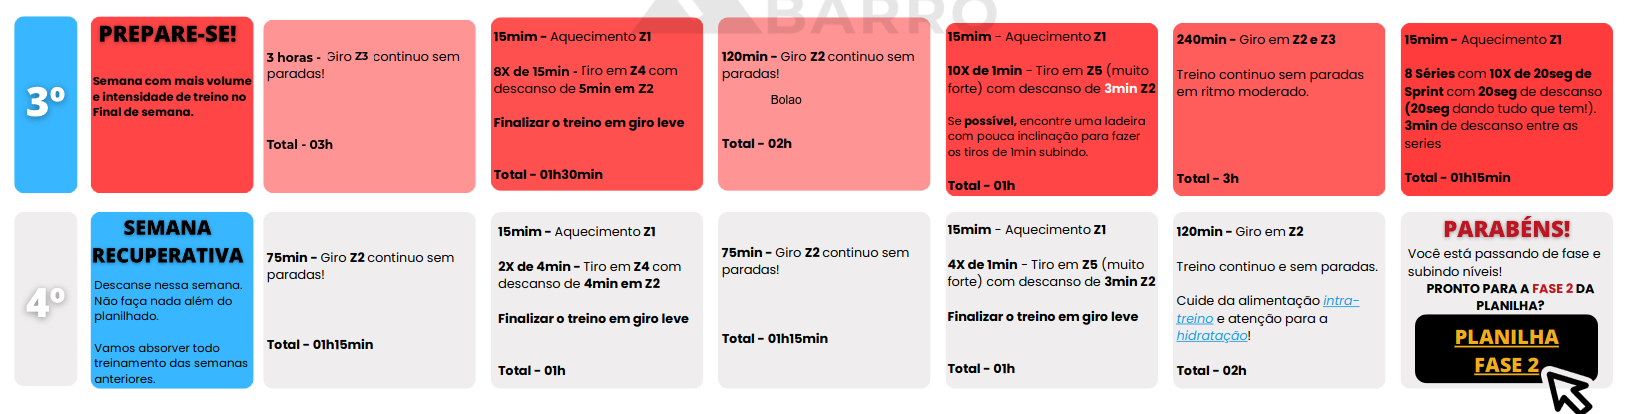 BARRO
3º
PREPARE-SE!
Semana com mais volume
e intensidade de treino no
Final de semana.
3 horas - Giro Z3 continuo sem
paradas!
Total - 03h
15mim - Aquecimento Z1
8X de 15min - Tiro em Z4 com
descanso de 5min em Z2
Finalizar o treino em giro leve
Total - 01h30min
120min - Giro Z2 continuo sem
paradas!
Bolao
Total - 02h
15mim - Aquecimento Z1
10X de 1min - Tiro em Z5 (muito
forte) com descanso de 3min Z2
Se possível, encontre uma ladeira
com pouca inclinação para fazer
os tiros de 1min subindo.
Total - 01h
240min - Giro em Z2 e Z3
Treino continuo sem paradas
em ritmo moderado.
Total - 3h
15mim - Aquecimento Z1
8 Séries com 10X de 20seg de
Sprint com 20seg de descanso
(20seg dando tudo que tem!).
3min de descanso entre as
series
Total - 01h15min
4º
SEMANA
RECUPERATIVA
Descanse nessa semana.
Não faça nada além do
planilhado.
Vamos absorver todo
treinamento das semanas
anteriores.
75min - Giro Z2 continuo sem
paradas!
Total - 01h15min
15mim - Aquecimento Z1
2X de 4min - Tiro em Z4 com
descanso de 4min em Z2
Finalizar o treino em giro leve
Total - 01h
75min - Giro Z2 continuo sem
paradas!
Total - 01h15min
15mim - Aquecimento Z1
4X de 1min - Tiro em Z5 (muito
forte) com descanso de 3min Z2
Finalizar o treino em giro leve
Total - 01h
120min - Giro em Z2
Treino continuo e sem paradas.
Cuide da alimentação intra-
treino e atenção para a
hidratação!
Total - 02h
PARABÉNS!
Você está passando de fase e
subindo níveis!
PRONTO PARA A FASE 2 DA
PLANILHA?
PLANILHA
FASE 2